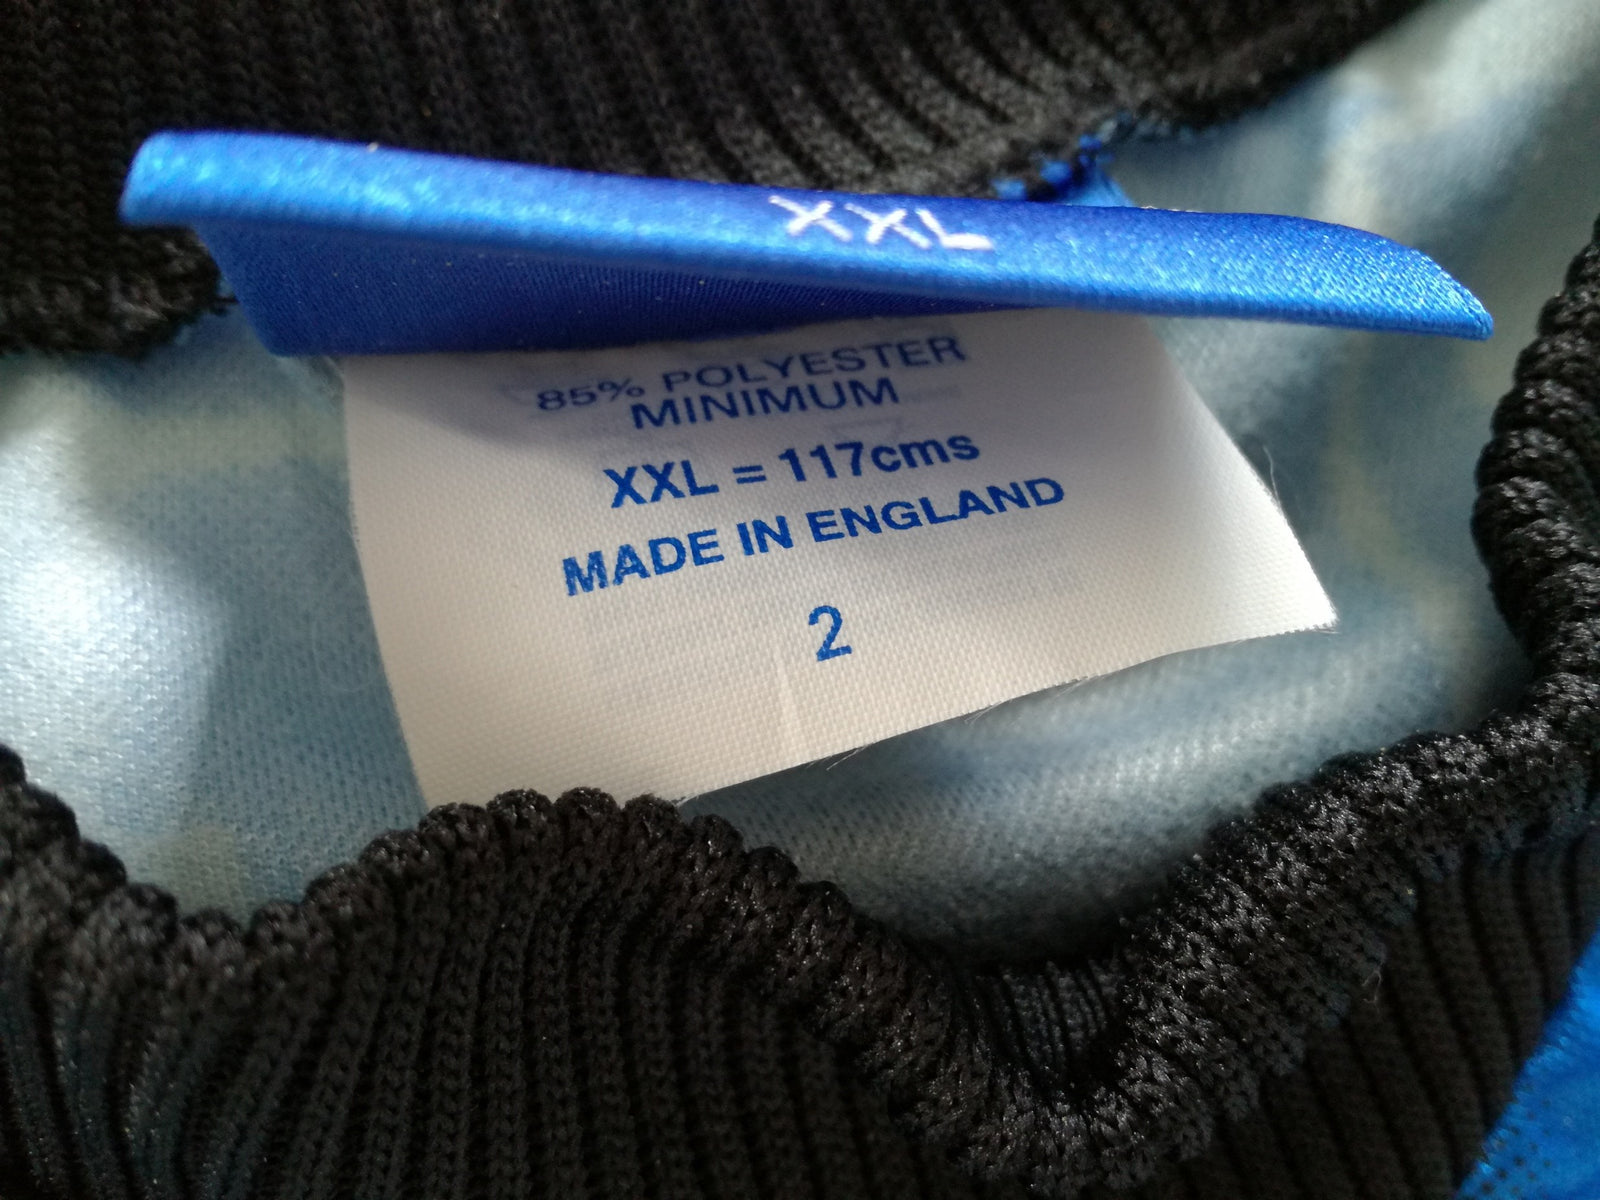 XXL
85% POLYESTER
MINIMUM
XXL = 117cms
MADE IN ENGLAND
2